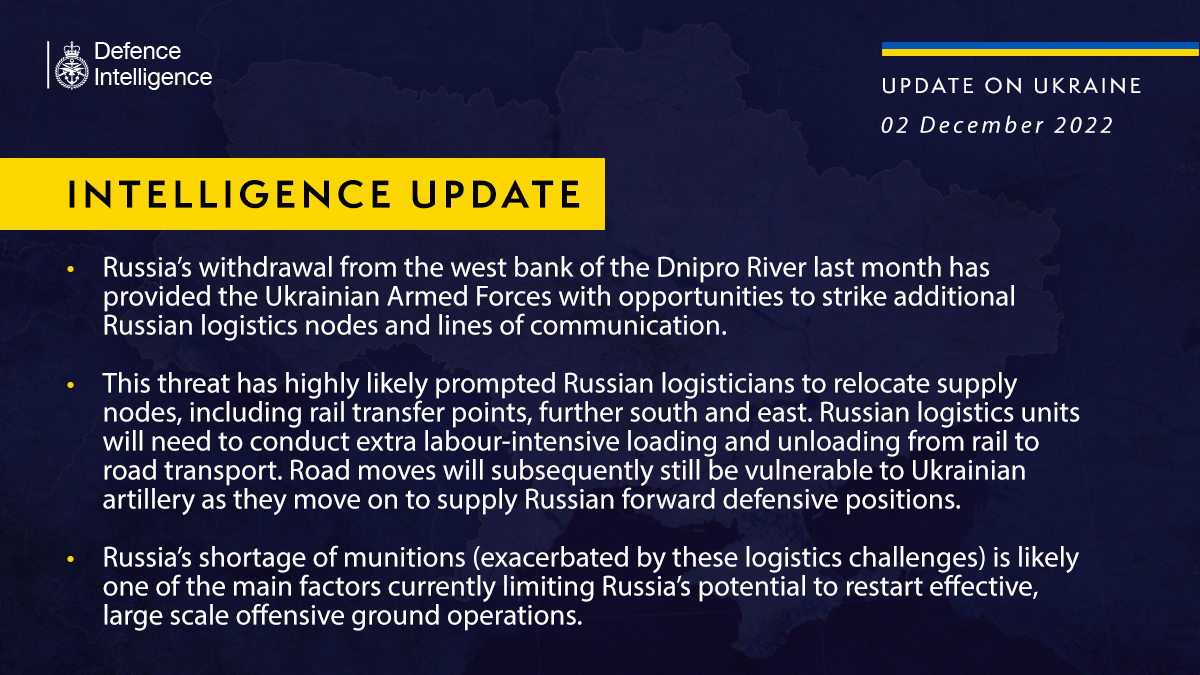 Defence
Intelligence
UPDATE ON UKRAINE
02 December 2022
INTELLIGENCE UPDATE
• Russia's withdrawal from the west bank of the Dnipro River last month has
provided the Ukrainian Armed Forces with opportunities to strike additional
Russian logistics nodes and lines of communication.
• This threat has highly likely prompted Russian logisticians to relocate supply
nodes, including rail transfer points, further south and east. Russian logistics units
will need to conduct extra labour-intensive loading and unloading from rail to
road transport. Road moves will subsequently still be vulnerable to Ukrainian
artillery as they move on to supply Russian forward defensive positions.
• Russia's shortage of munitions (exacerbated by these logistics challenges) is likely
one of the main factors currently limiting Russia's potential to restart effective,
large scale offensive ground operations.